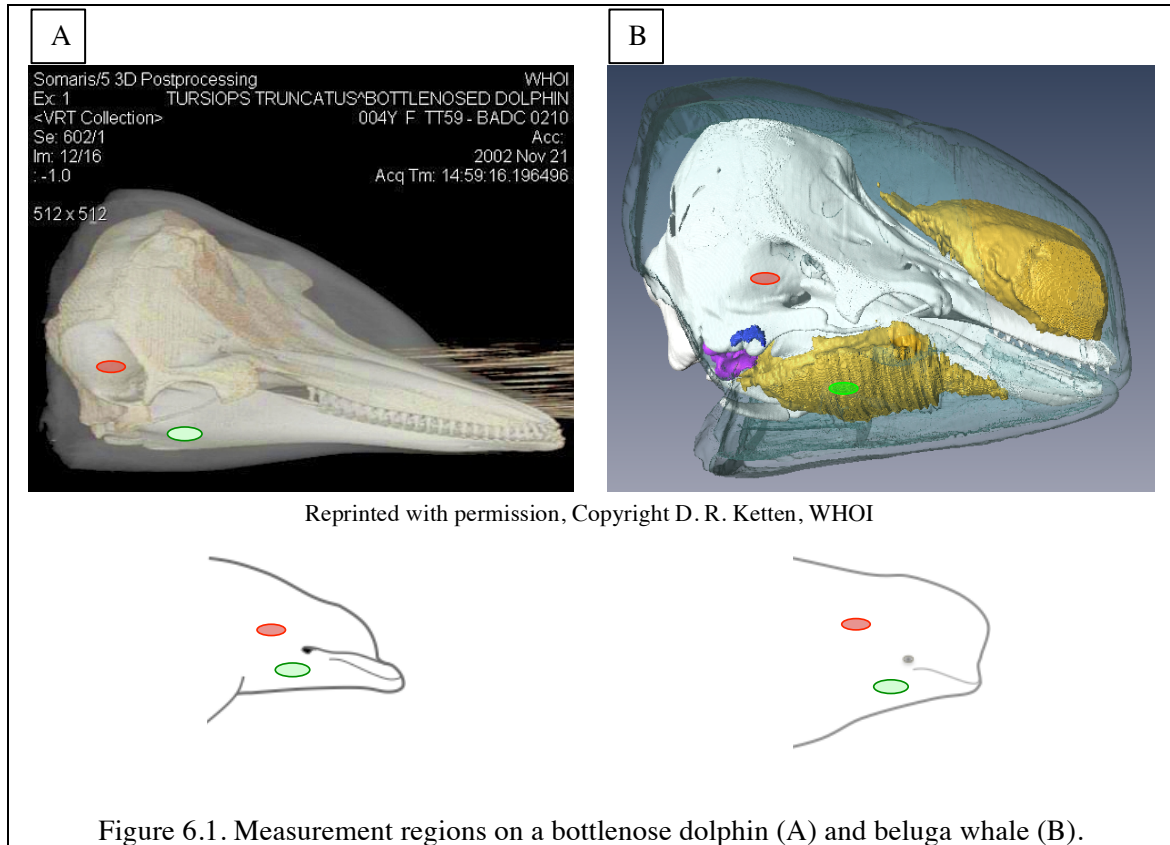 A
B
Somaris/5 3D Postprocessing WHOI
Ex: 1 TURSIOPS TRUNCATUS^BOTTLENOSED DOLPHIN
<VRT Collection> 004Y F TT59 - BADC 0210
Se: 602/1 Acc:
Im: 12/16 2002 Nov 21
: -1.0 Acq Tm: 14:59:16.196496
512 x 512
Reprinted with permission, Copyright D. R. Ketten, WHOI
Figure 6.1. Measurement regions on a bottlenose dolphin (A) and beluga whale (B).